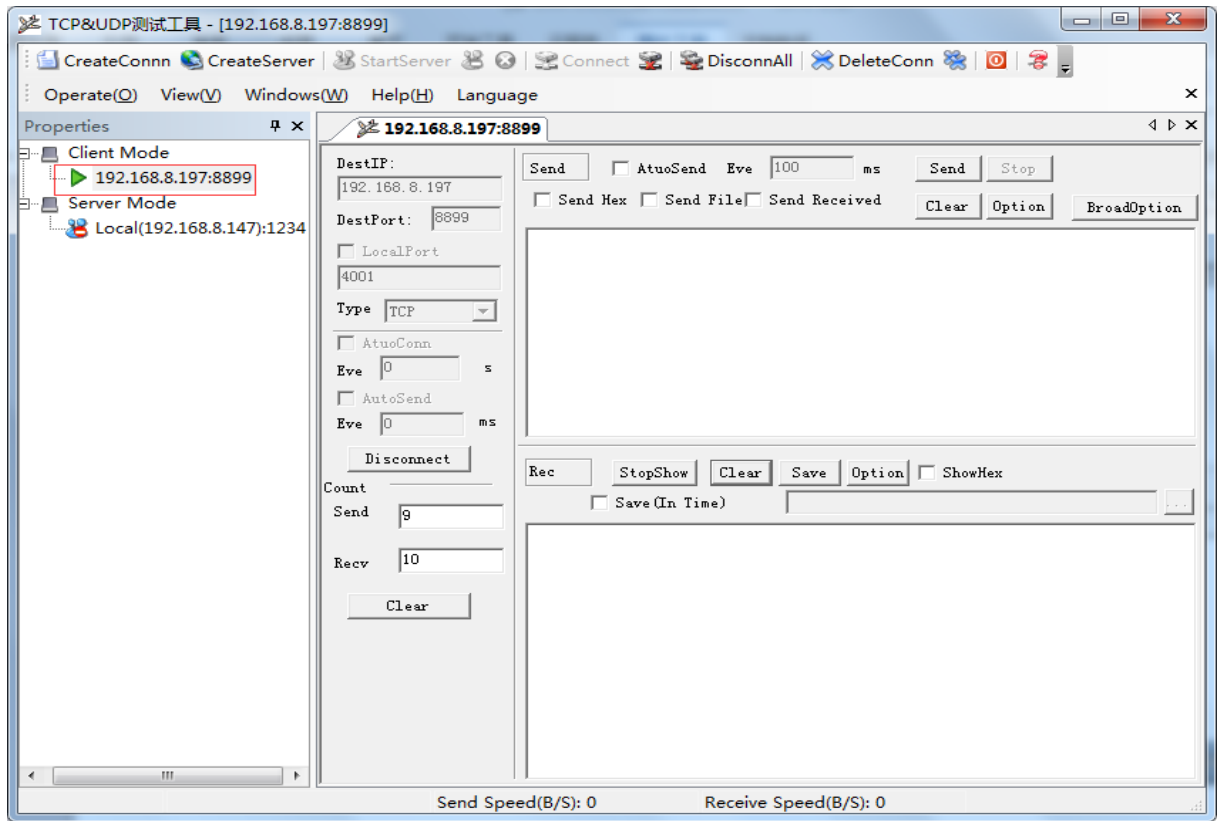 TCP&UDP测试工具 - [192.168.8.197:8899]
CreateConnn CreateServer StartServer Connect DisconnAll DeleteConn
Operate(O) View(V) Windows(W) Help(H) Language
Properties
192.168.8.197:8899
Client Mode
192.168.8.197:8899
Server Mode
Local(192.168.8.147):1234
DestIP:
192.168.8.197
DestPort: 8899
LocalPort
4001
Type TCP
AtuoConn
Eve 0 s
AutoSend
Eve 0 ms
Disconnect
Count
Send 9
Recv 10
Clear
Send AtuoSend Eve 100 ms Send Stop
Send Hex Send File Send Received Clear Option BroadOption
Rec StopShow Clear Save Option ShowHex
Save(In Time) ...
Send Speed(B/S): 0 Receive Speed(B/S): 0